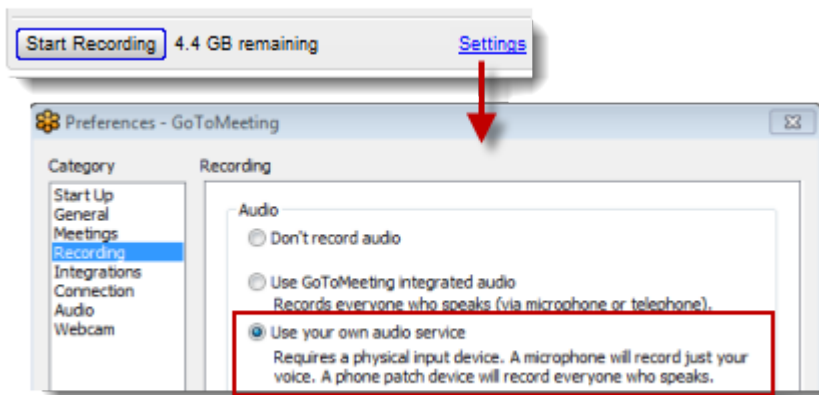 Start Recording 4.4 GB remaining Settings
Preferences - GoToMeeting
Category Recording
Start Up
General
Meetings
Recording
Integrations
Connection
Audio
Webcam
Audio
Don't record audio
Use GoToMeeting integrated audio
Records everyone who speaks (via microphone or telephone).
Use your own audio service
Requires a physical input device. A microphone will record just your
voice. A phone patch device will record everyone who speaks.